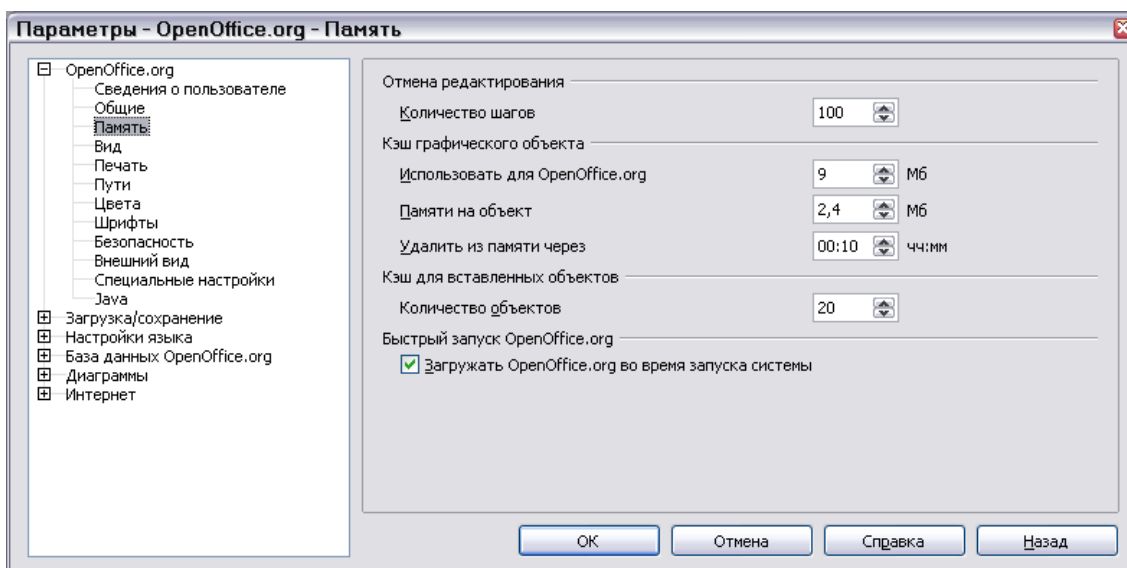 Параметры - OpenOffice.org - Память
OpenOffice.org
Сведения о пользователе
Общие
Память
Вид
Печать
Пути
Цвета
Шрифты
Безопасность
Внешний вид
Специальные настройки
Java
Загрузка/сохранение
Настройки языка
База данных OpenOffice.org
Диаграммы
Интернет
Отмена редактирования
Количество шагов 100
Кэш графического объекта
Использовать для OpenOffice.org 9 Мб
Памяти на объект 2,4 Мб
Удалить из памяти через 00:10 чч:мм
Кэш для вставленных объектов
Количество объектов 20
Быстрый запуск OpenOffice.org
Загружать OpenOffice.org во время запуска системы
ОК Отмена Справка Назад